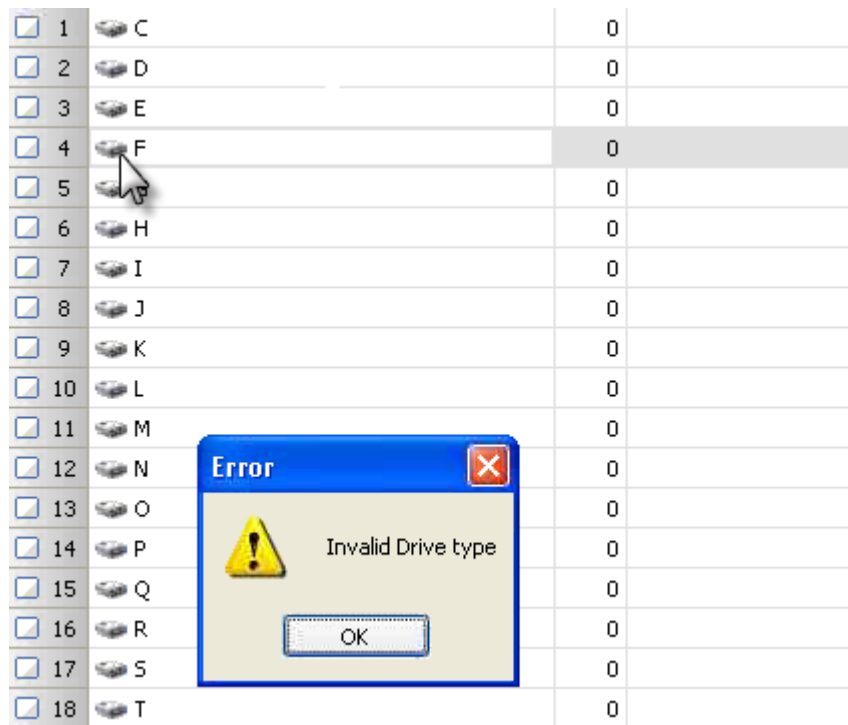 1 C 0
2 D 0
3 E 0
4 F 0
5 0
6 H 0
7 I 0
8 J 0
9 K 0
10 L 0
11 M 0
Error
12 N 0
13 O 0
Invalid Drive type
14 P 0
15 Q 0
OK
16 R 0
17 S 0
18 T 0